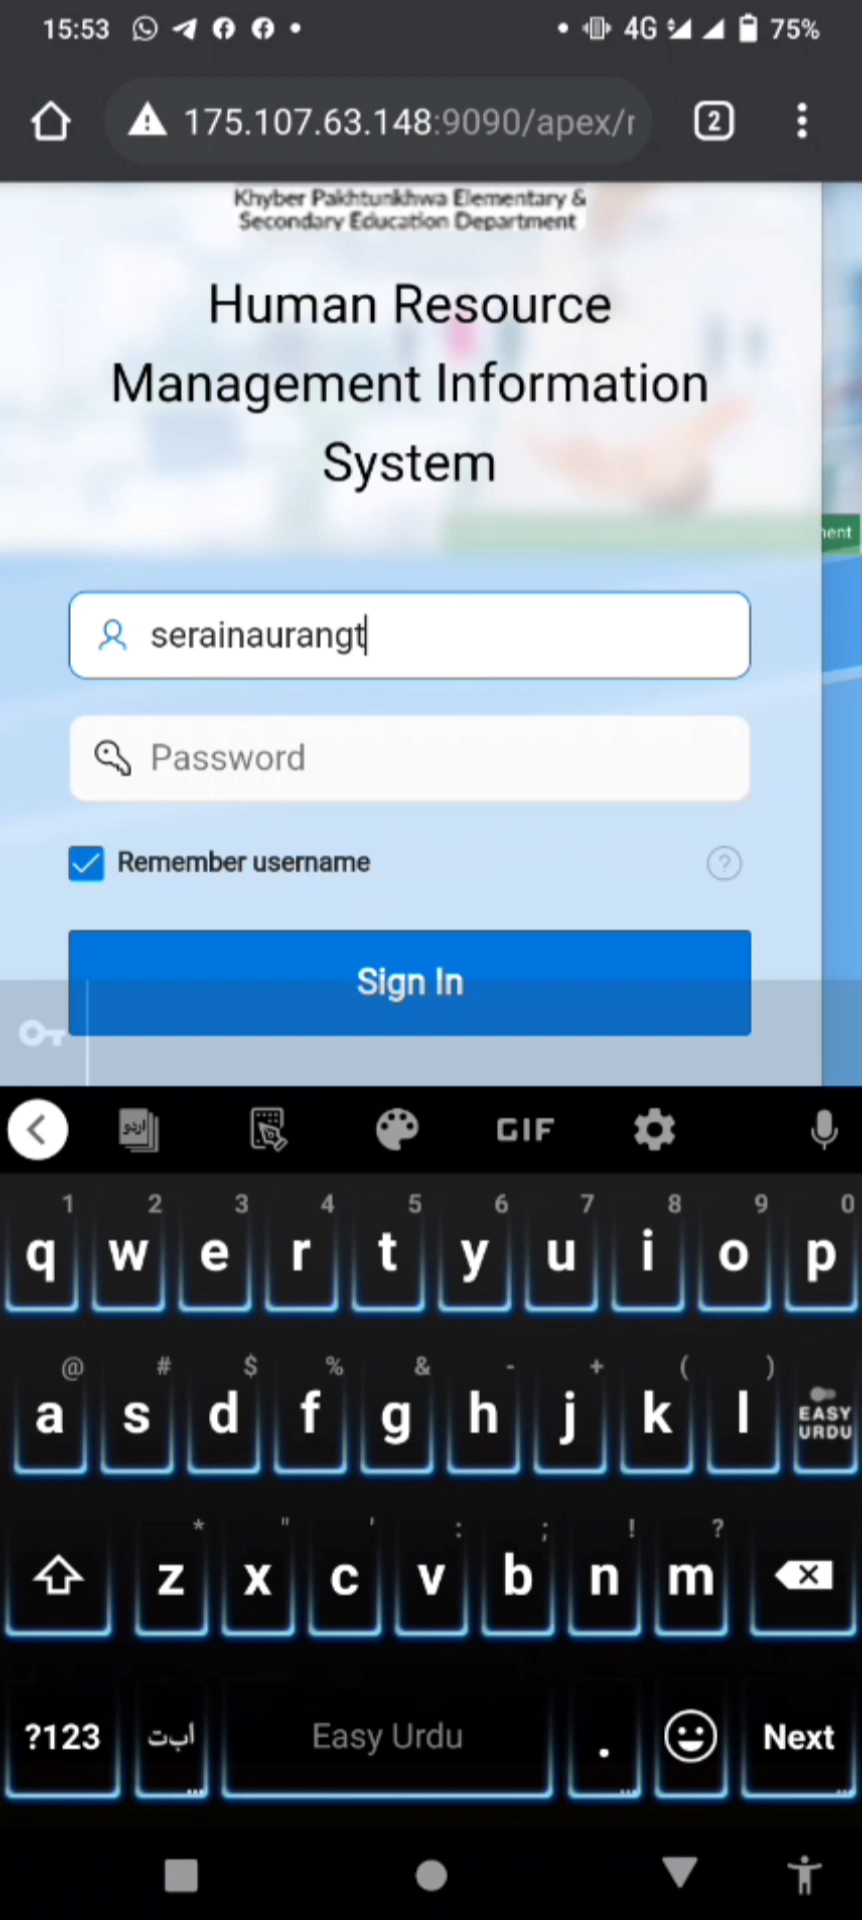 15:53
4G
75%
175.107.63.148:9090/apex/r
2
Khyber Pakhtunkhwa Elementary &
Secondary Education Department
Human Resource
Management Information
System
ent
serainaurangt
Password
Remember username
?
Sign In
اردو
GIF
1 2 3 4 5 6 7 8 9 0
q w e r t y u i o p
@ # $ % & - + ( )
a s d f g h j k l EASY URDU
* " ' : ; ! ?
z x c v b n m
?123 ا‌ب‌ت Easy Urdu . Next